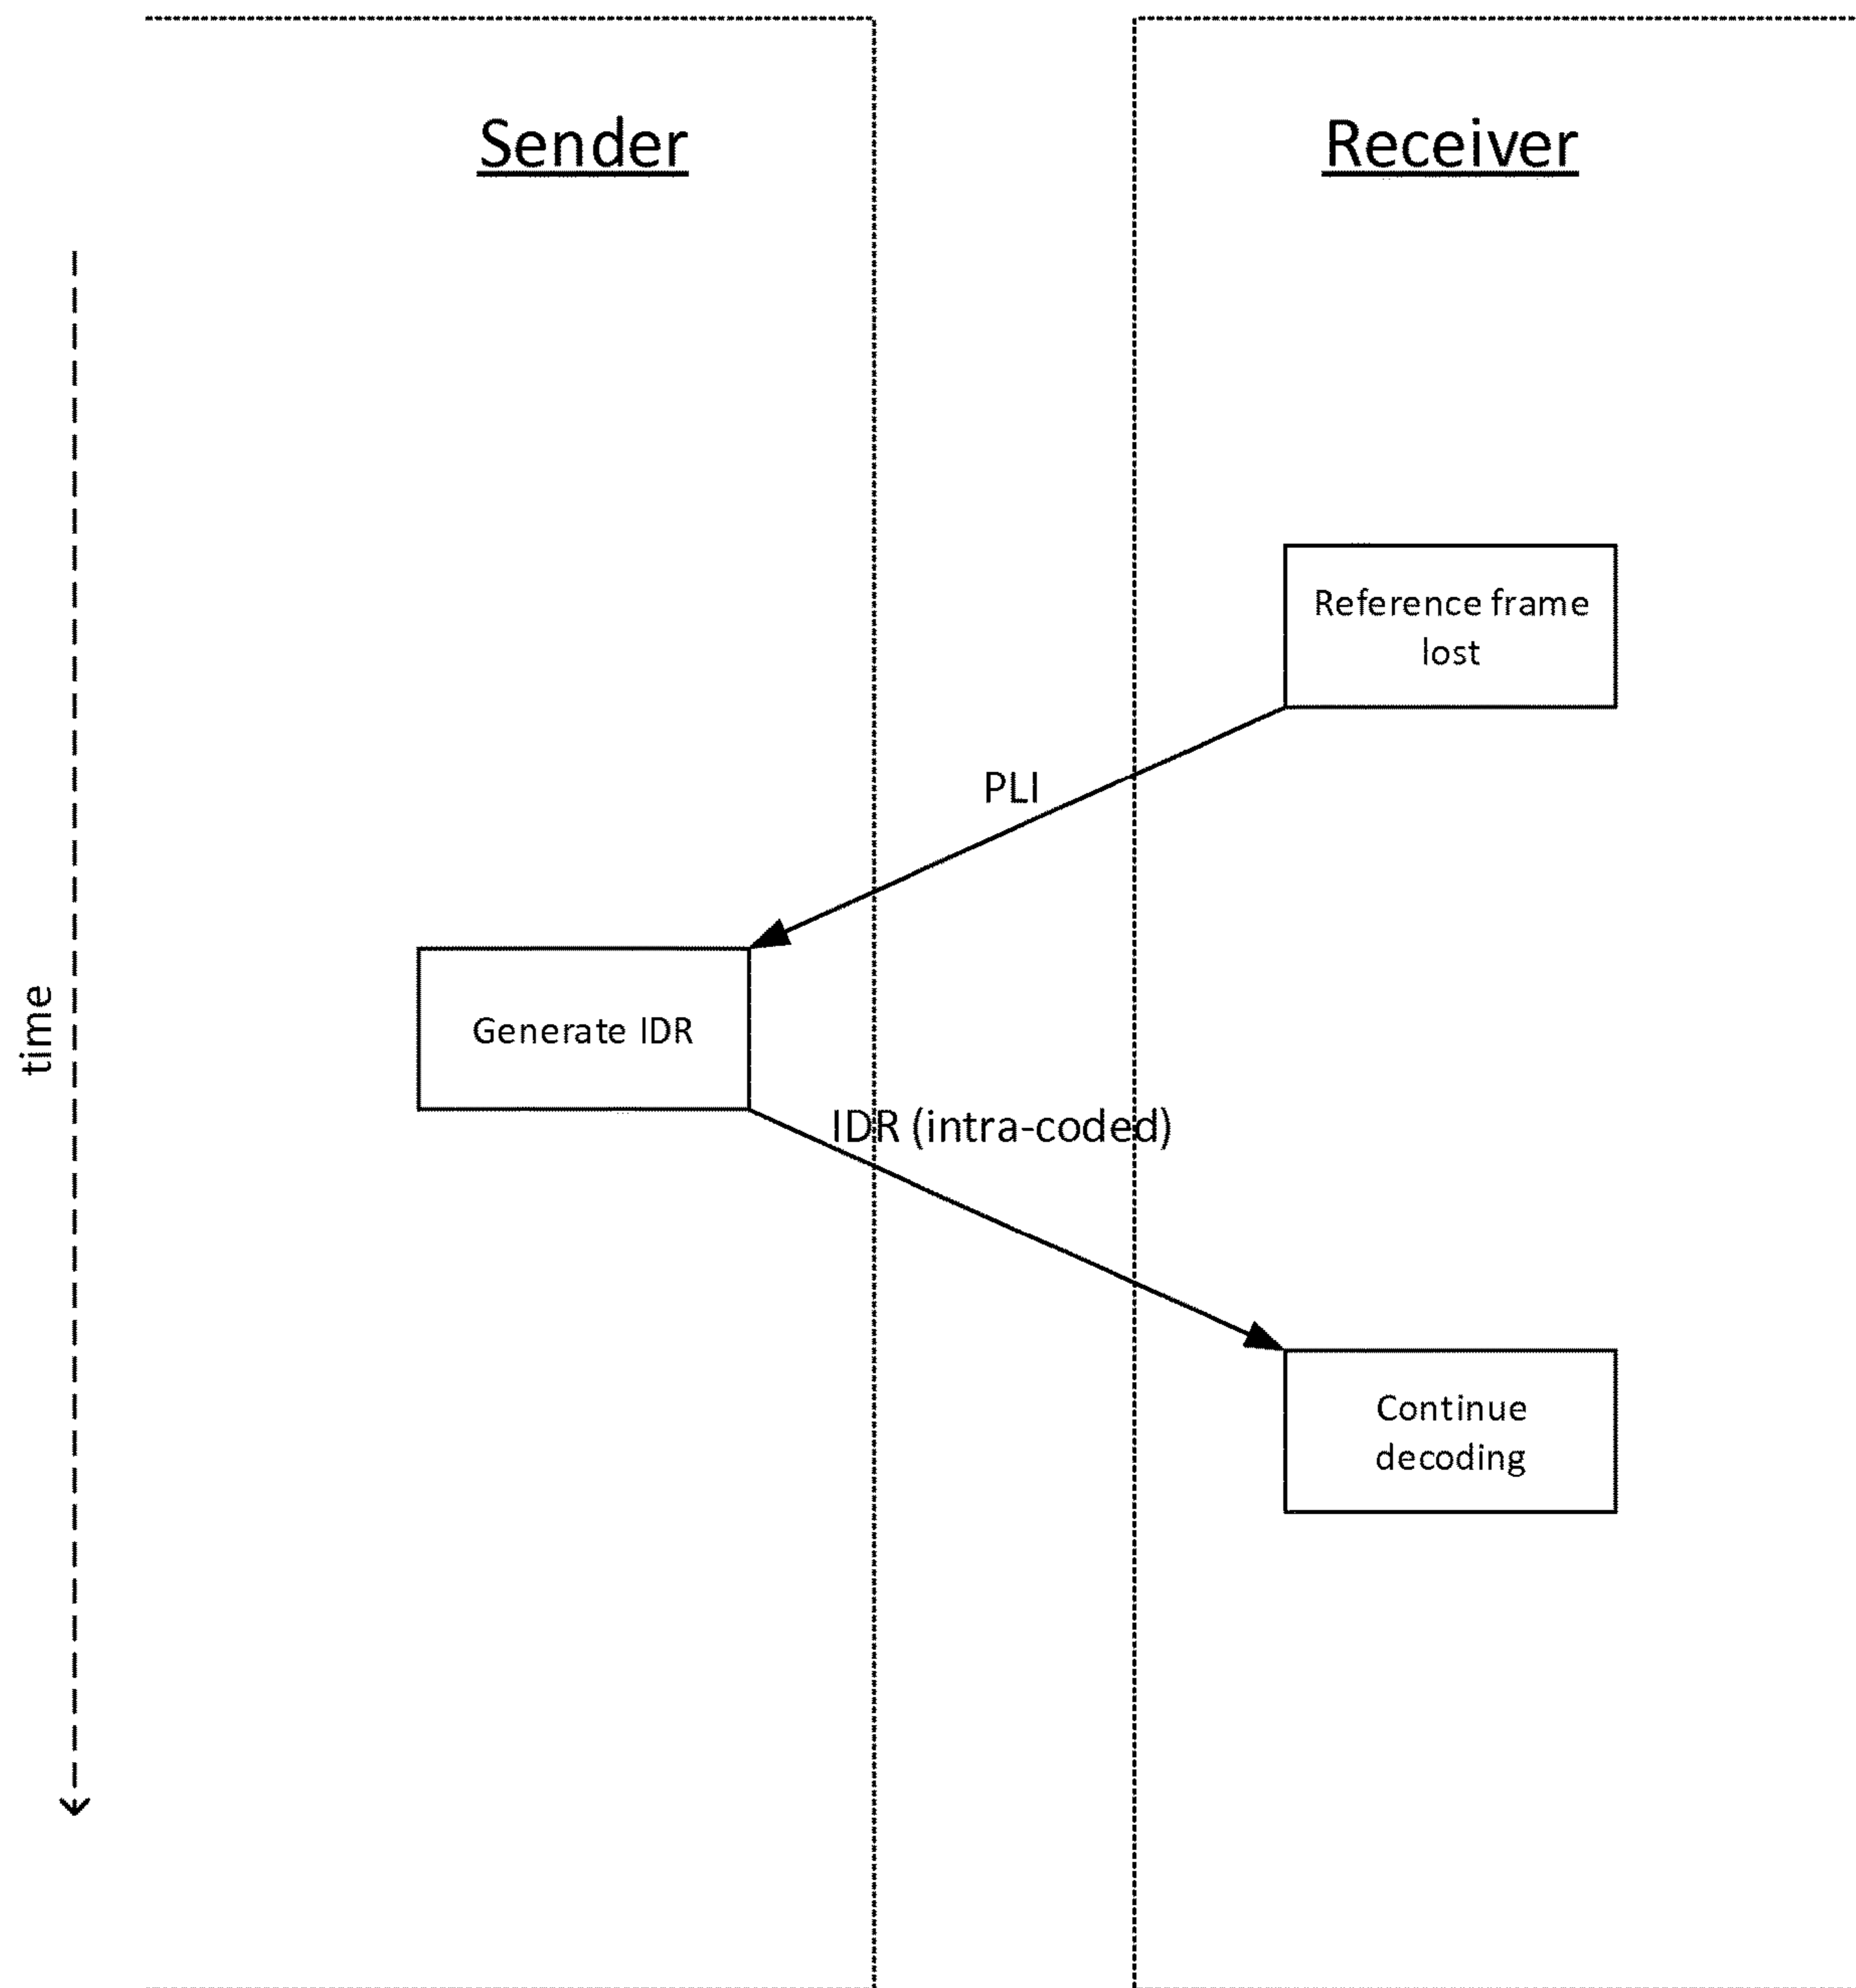 Sender
Receiver
Reference frame
lost
PLI
time
Generate IDR
IDR (intra-coded)
Continue
decoding